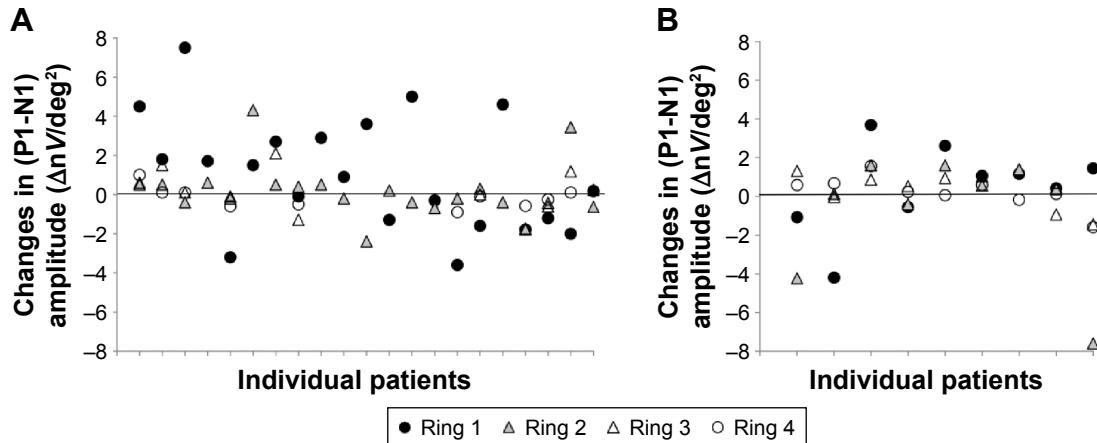 A
Changes in (P1-N1)
amplitude (ΔnV/deg²)
8
6
4
2
0
–2
–4
–6
–8
Individual patients
B
Changes in (P1-N1)
amplitude (ΔnV/deg²)
8
6
4
2
0
–2
–4
–6
–8
Individual patients
Ring 1 Ring 2 Ring 3 Ring 4